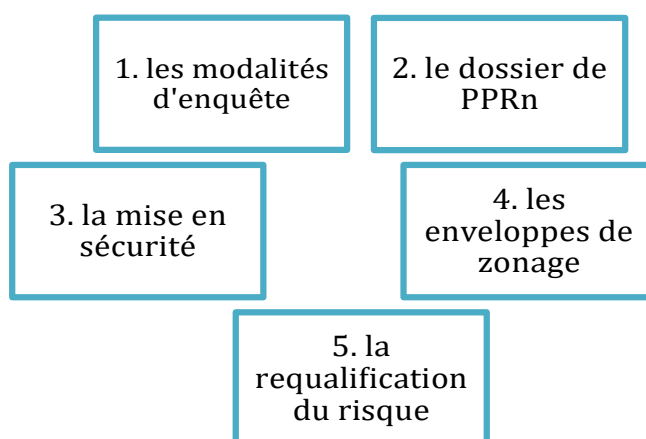 1. les modalités
d'enquête
2. le dossier de
PPRn
3. la mise en
sécurité
4. les
enveloppes de
zonage
5. la
requalification
du risque